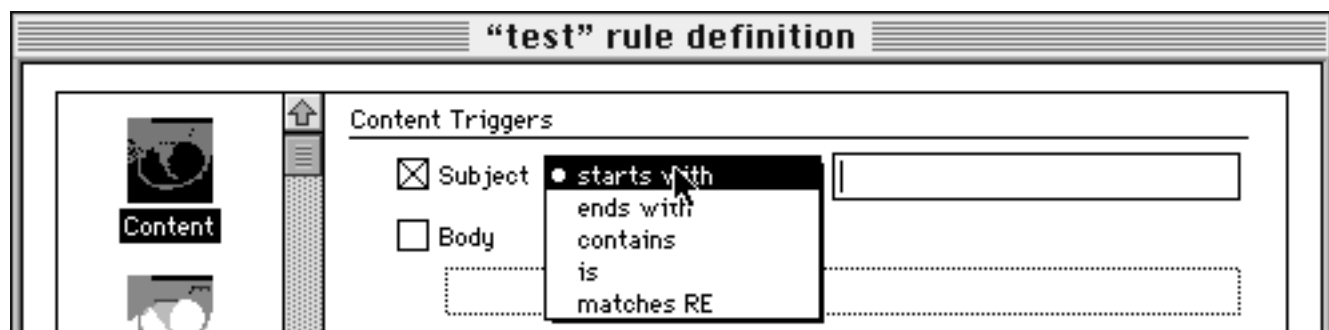 “test” rule definition
Content Triggers
Subject
starts with
ends with
contains
is
matches RE
Body
Content